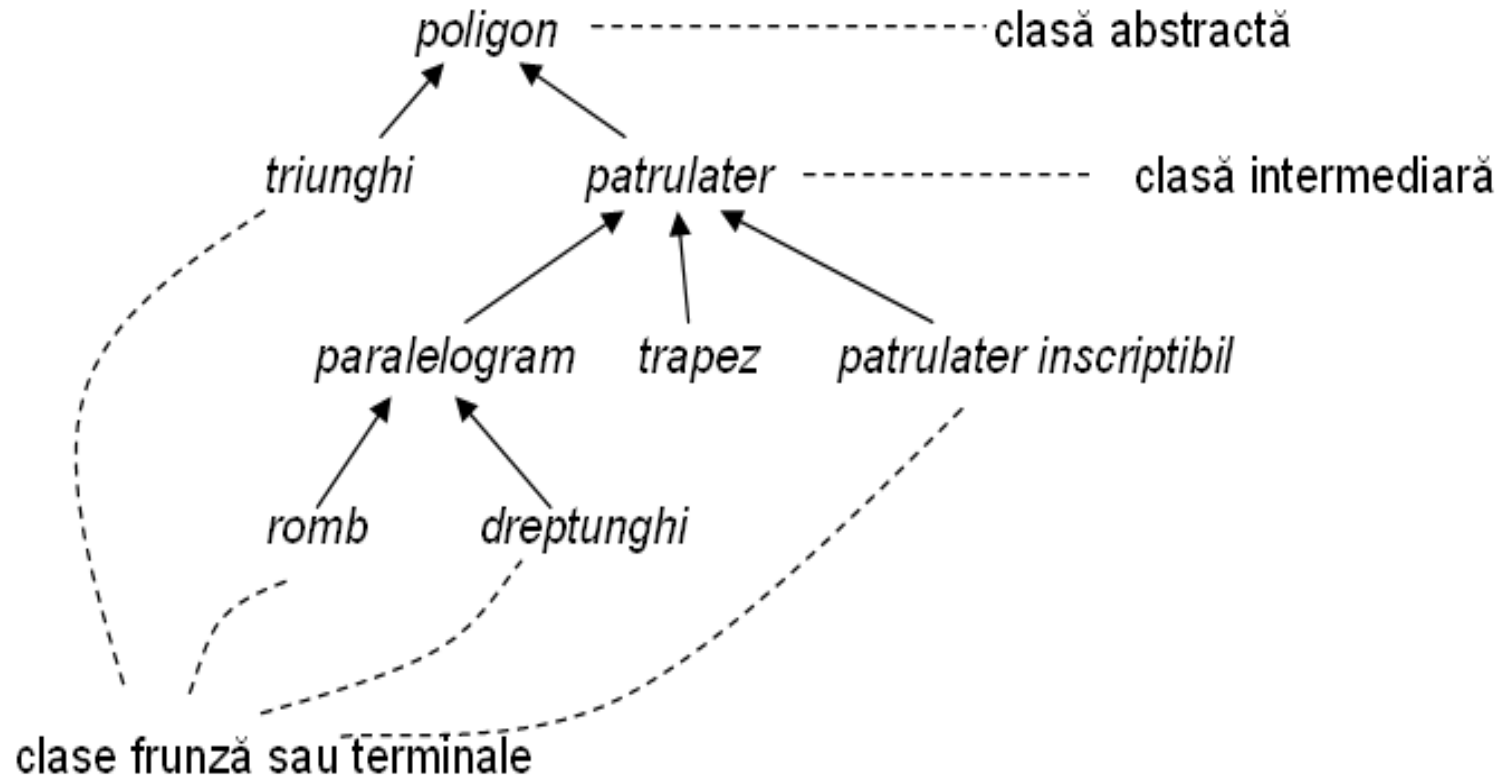 poligon clasă abstractă
triunghi patrulater clasă intermediară
paralelogram trapez patrulater inscriptibil
romb dreptunghi
clase frunză sau terminale